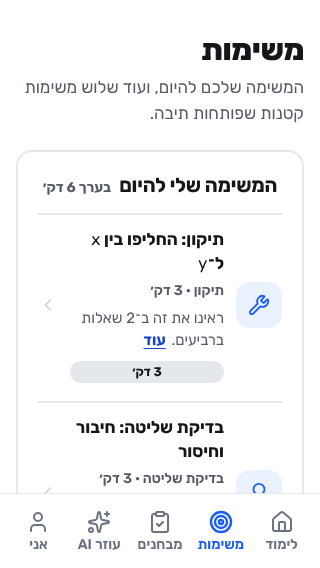 משימות
המשימה שלכם להיום, ועוד שלוש משימות
קטנות שפותחות תיבה.
המשימה שלי להיום בערך 6 דק׳
תיקון: החליפו בין x
ל־y
תיקון • 3 דק׳
ראינו את זה ב־2 שאלות
ברביעים. עוד
3 דק׳
בדיקת שליטה: חיבור
וחיסור
בדיקת שליטה • 3 דק׳
לימוד
משימות
מבחנים
עוזר AI
אני